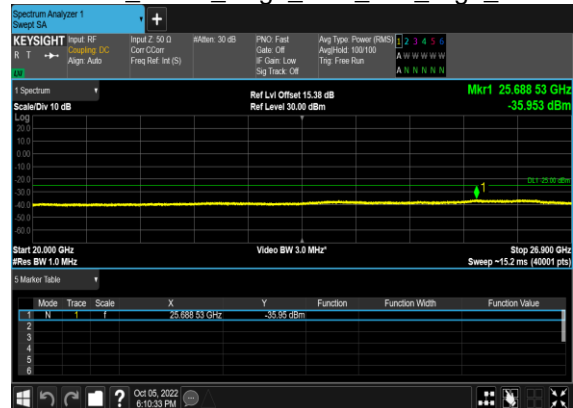 Spectrum Analyzer 1
Swept SA
+
KEYSIGHT
R T
LW
Input: RF
Coupling: DC
Align: Auto
Input Z: 50 Ω
Corr CCorr
Freq Ref: Int (S)
#Atten: 30 dB
PNO: Fast
Gate: Off
IF Gain: Low
Sig Track: Off
Avg Type: Power (RMS)
Avg|Hold: 100/100
Trig: Free Run
1 2 3 4 5 6
A W W W W W
A N N N N N
1 Spectrum
Scale/Div 10 dB
Log
Ref Lvl Offset 15.38 dB
Ref Level 30.00 dBm
Mkr1 25.688 53 GHz
-35.953 dBm
20.0
10.0
0.00
-10.0
-20.0
-30.0
-40.0
-50.0
-60.0
DL1 -25.00 dBm
1
Start 20.000 GHz
#Res BW 1.0 MHz
Video BW 3.0 MHz*
Stop 26.900 GHz
Sweep ~15.2 ms (40001 pts)
5 Marker Table
Mode Trace Scale X Y Function Function Width Function Value
1 N 1 f 25.688 53 GHz -35.95 dBm
2
3
4
5
6
?
Oct 05, 2022
6:10:33 PM